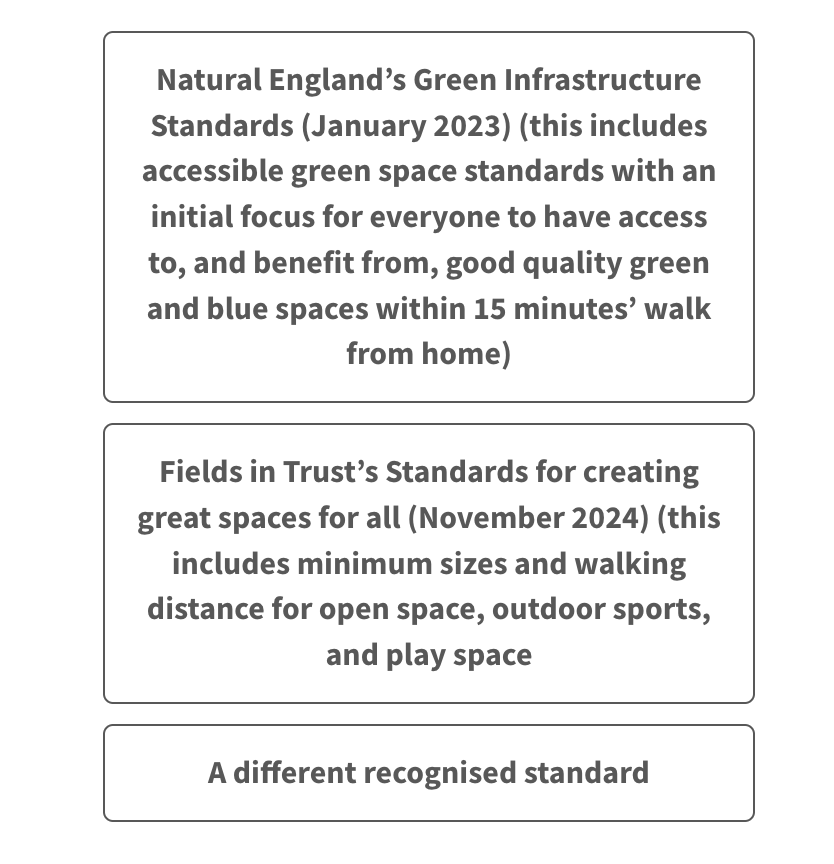 Natural England’s Green Infrastructure
Standards (January 2023) (this includes
accessible green space standards with an
initial focus for everyone to have access
to, and benefit from, good quality green
and blue spaces within 15 minutes’ walk
from home)
Fields in Trust’s Standards for creating
great spaces for all (November 2024) (this
includes minimum sizes and walking
distance for open space, outdoor sports,
and play space
A different recognised standard